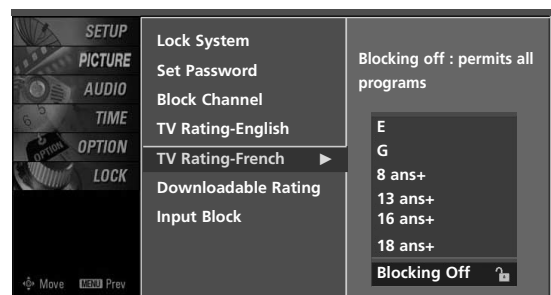 SETUP
PICTURE
AUDIO
TIME
OPTION
LOCK
Move MENU Prev
Lock System
Set Password
Block Channel
TV Rating-English
TV Rating-French
Downloadable Rating
Input Block
Blocking off : permits all
programs
E
G
8 ans+
13 ans+
16 ans+
18 ans+
Blocking Off